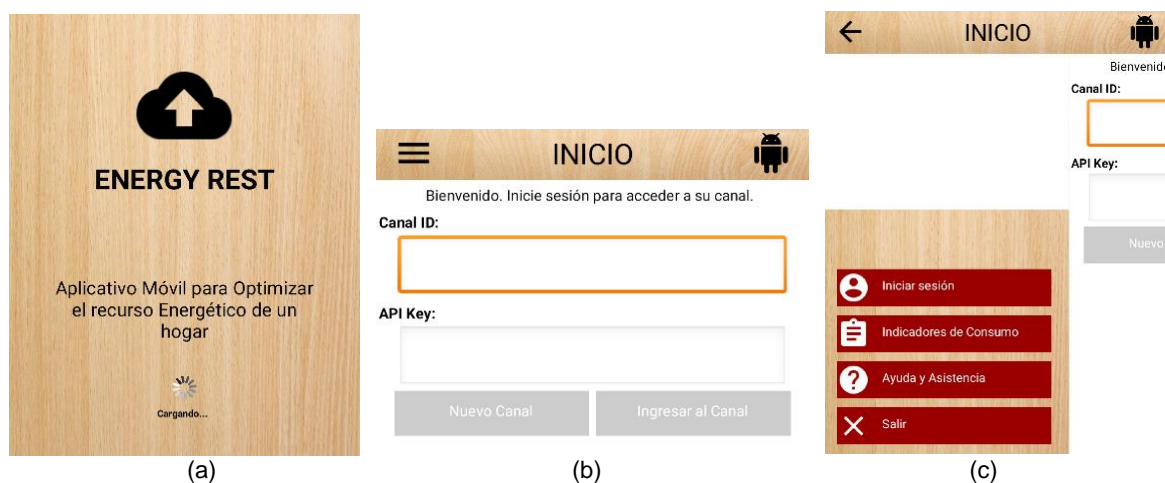 ENERGY REST
Aplicativo Móvil para Optimizar
el recurso Energético de un
hogar
Cargando...
(a)
INICIO
Bienvenido. Inicie sesión para acceder a su canal.
Canal ID:
API Key:
Nuevo Canal
Ingresar al Canal
(b)
INICIO
Bienvenid
Canal ID:
API Key:
Nuevo
Iniciar sesión
Indicadores de Consumo
Ayuda y Asistencia
Salir
(c)